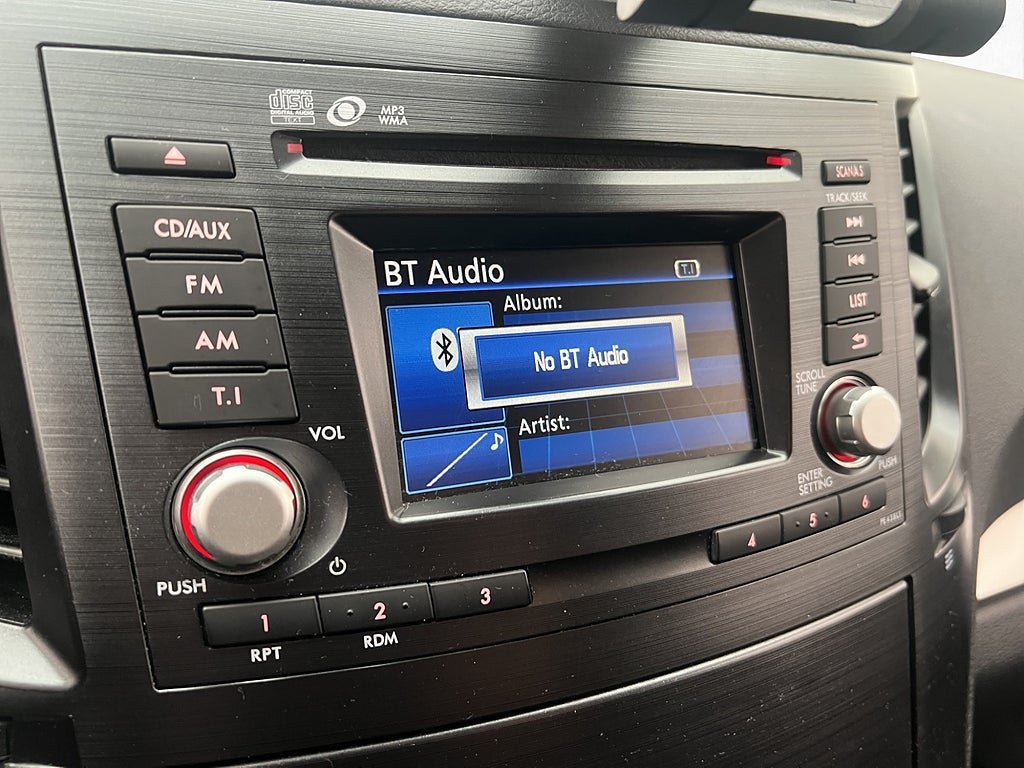 COMPACT
disc
DIGITAL AUDIO
TEXT
MP3
WMA
SCAN/A.S
TRACK/SEEK
CD/AUX
FM
AM
T.I
LIST
BT Audio
T.I
Album:
No BT Audio
Artist:
SCROLL
TUNE
VOL
PUSH
ENTER
SETTING
PUSH
1
2
3
4
5
6
RPT
RDM